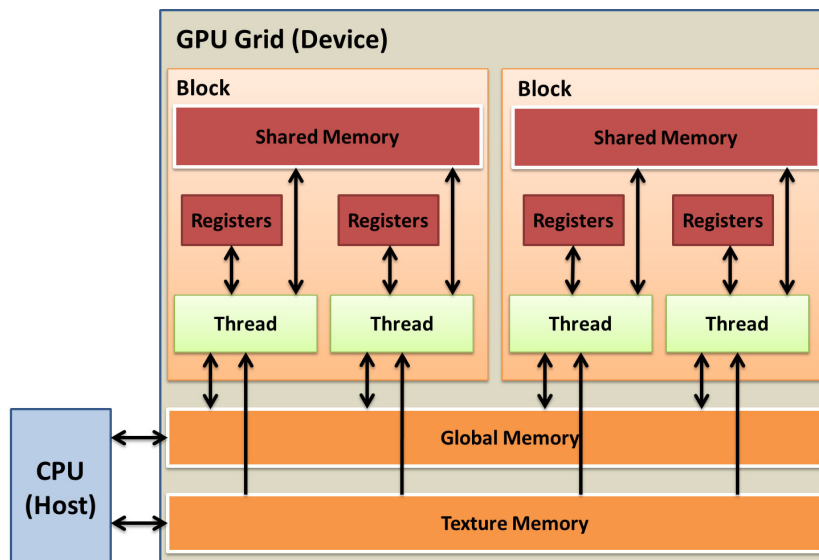 GPU Grid (Device)
Block
Shared Memory
Registers
Registers
Thread
Thread
Block
Shared Memory
Registers
Registers
Thread
Thread
CPU
(Host)
Global Memory
Texture Memory